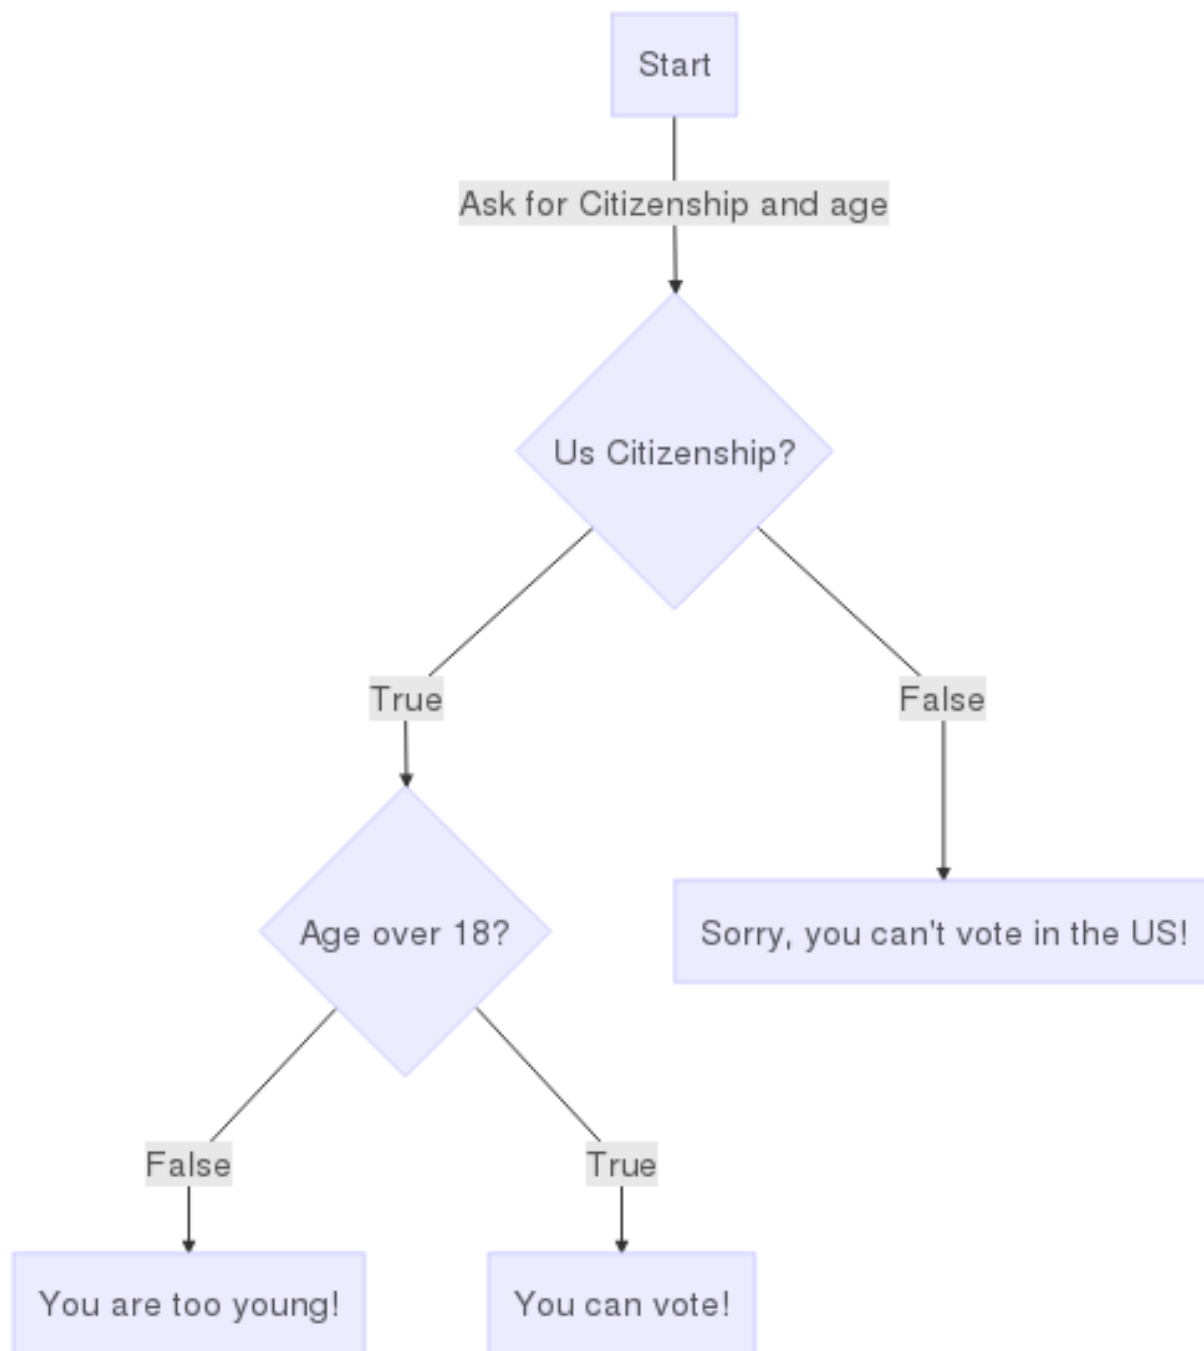 Start
Ask for Citizenship and age
Us Citizenship?
True
False
Age over 18?
Sorry, you can't vote in the US!
False
True
You are too young!
You can vote!